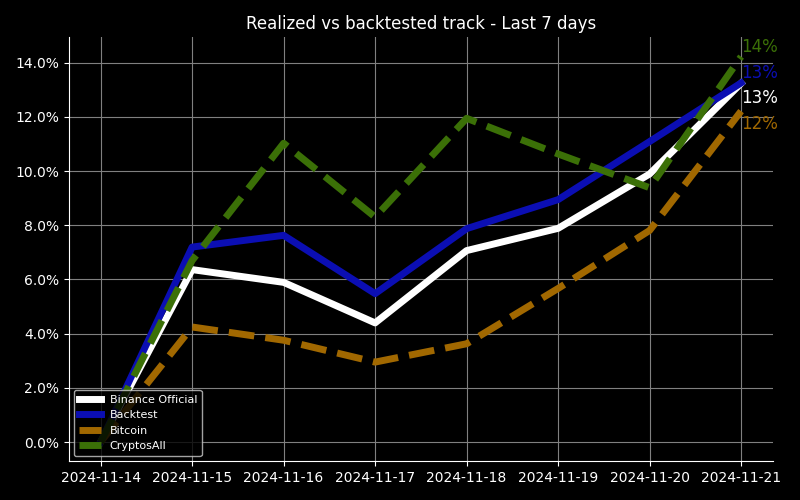 Realized vs backtested track - Last 7 days
14%
14.0%
13%
13%
12.0%
12%
10.0%
8.0%
6.0%
4.0%
2.0%
0.0%
Binance Official
Backtest
Bitcoin
CryptosAll
2024-11-14 2024-11-15 2024-11-16 2024-11-17 2024-11-18 2024-11-19 2024-11-20 2024-11-21